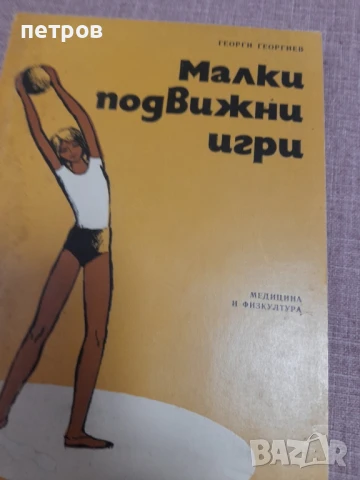 петров
ГЕОРГИ ГЕОРГИЕВ
Малки
подвижни
игри
МЕДИЦИНА
И ФИЗКУЛТУРА
BAZAR